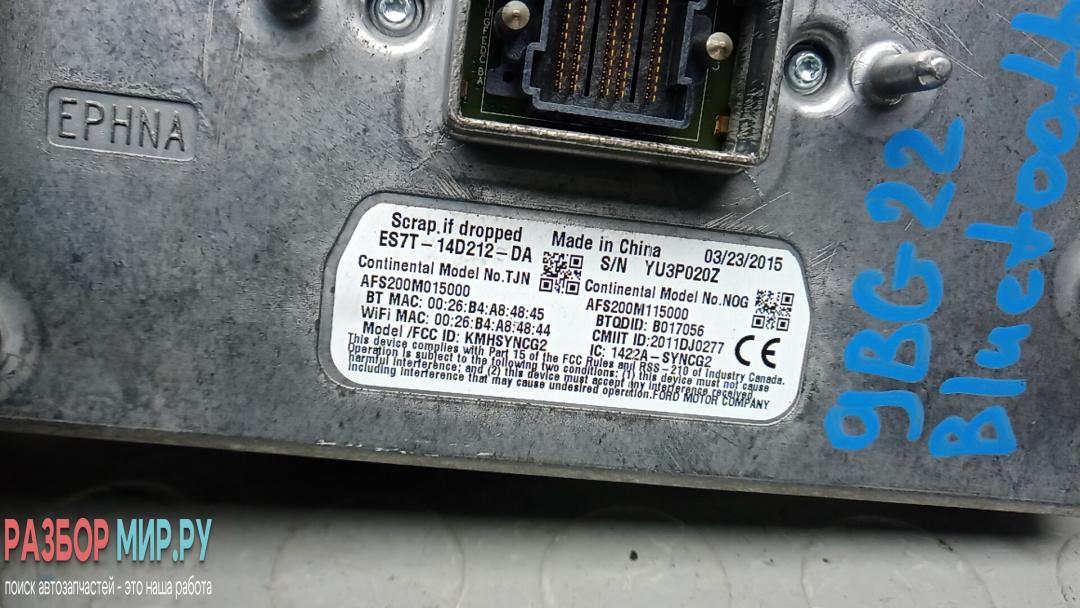 EPHNA
Scrap if dropped
ES7T-14D212-DA
Made in China
03/23/2015
S/N YU3P020Z
Continental Model No.TJN
AFS200M015000
BT MAC: 00:26:B4:A8:48:45
WiFi MAC: 00:26:B4:A8:48:44
Model /FCC ID: KMHSYNCG2
Continental Model No.NOG
AFS200M115000
BTQDID: B017056
CMIIT ID:2011DJ0277
IC: 1422A-SYNCG2
CE
This device complies with Part 15 of the FCC Rules and RSS-210 of Industry Canada.
Operation is subject to the following two conditions: (1) this device must not cause
harmful interference; and (2) this device must accept any interference received,
including interference that may cause undesired operation.FORD MOTOR COMPANY
9BG-22
Bluetooth
РАЗБОР МИР.РУ
поиск автозапчастей - это наша работа